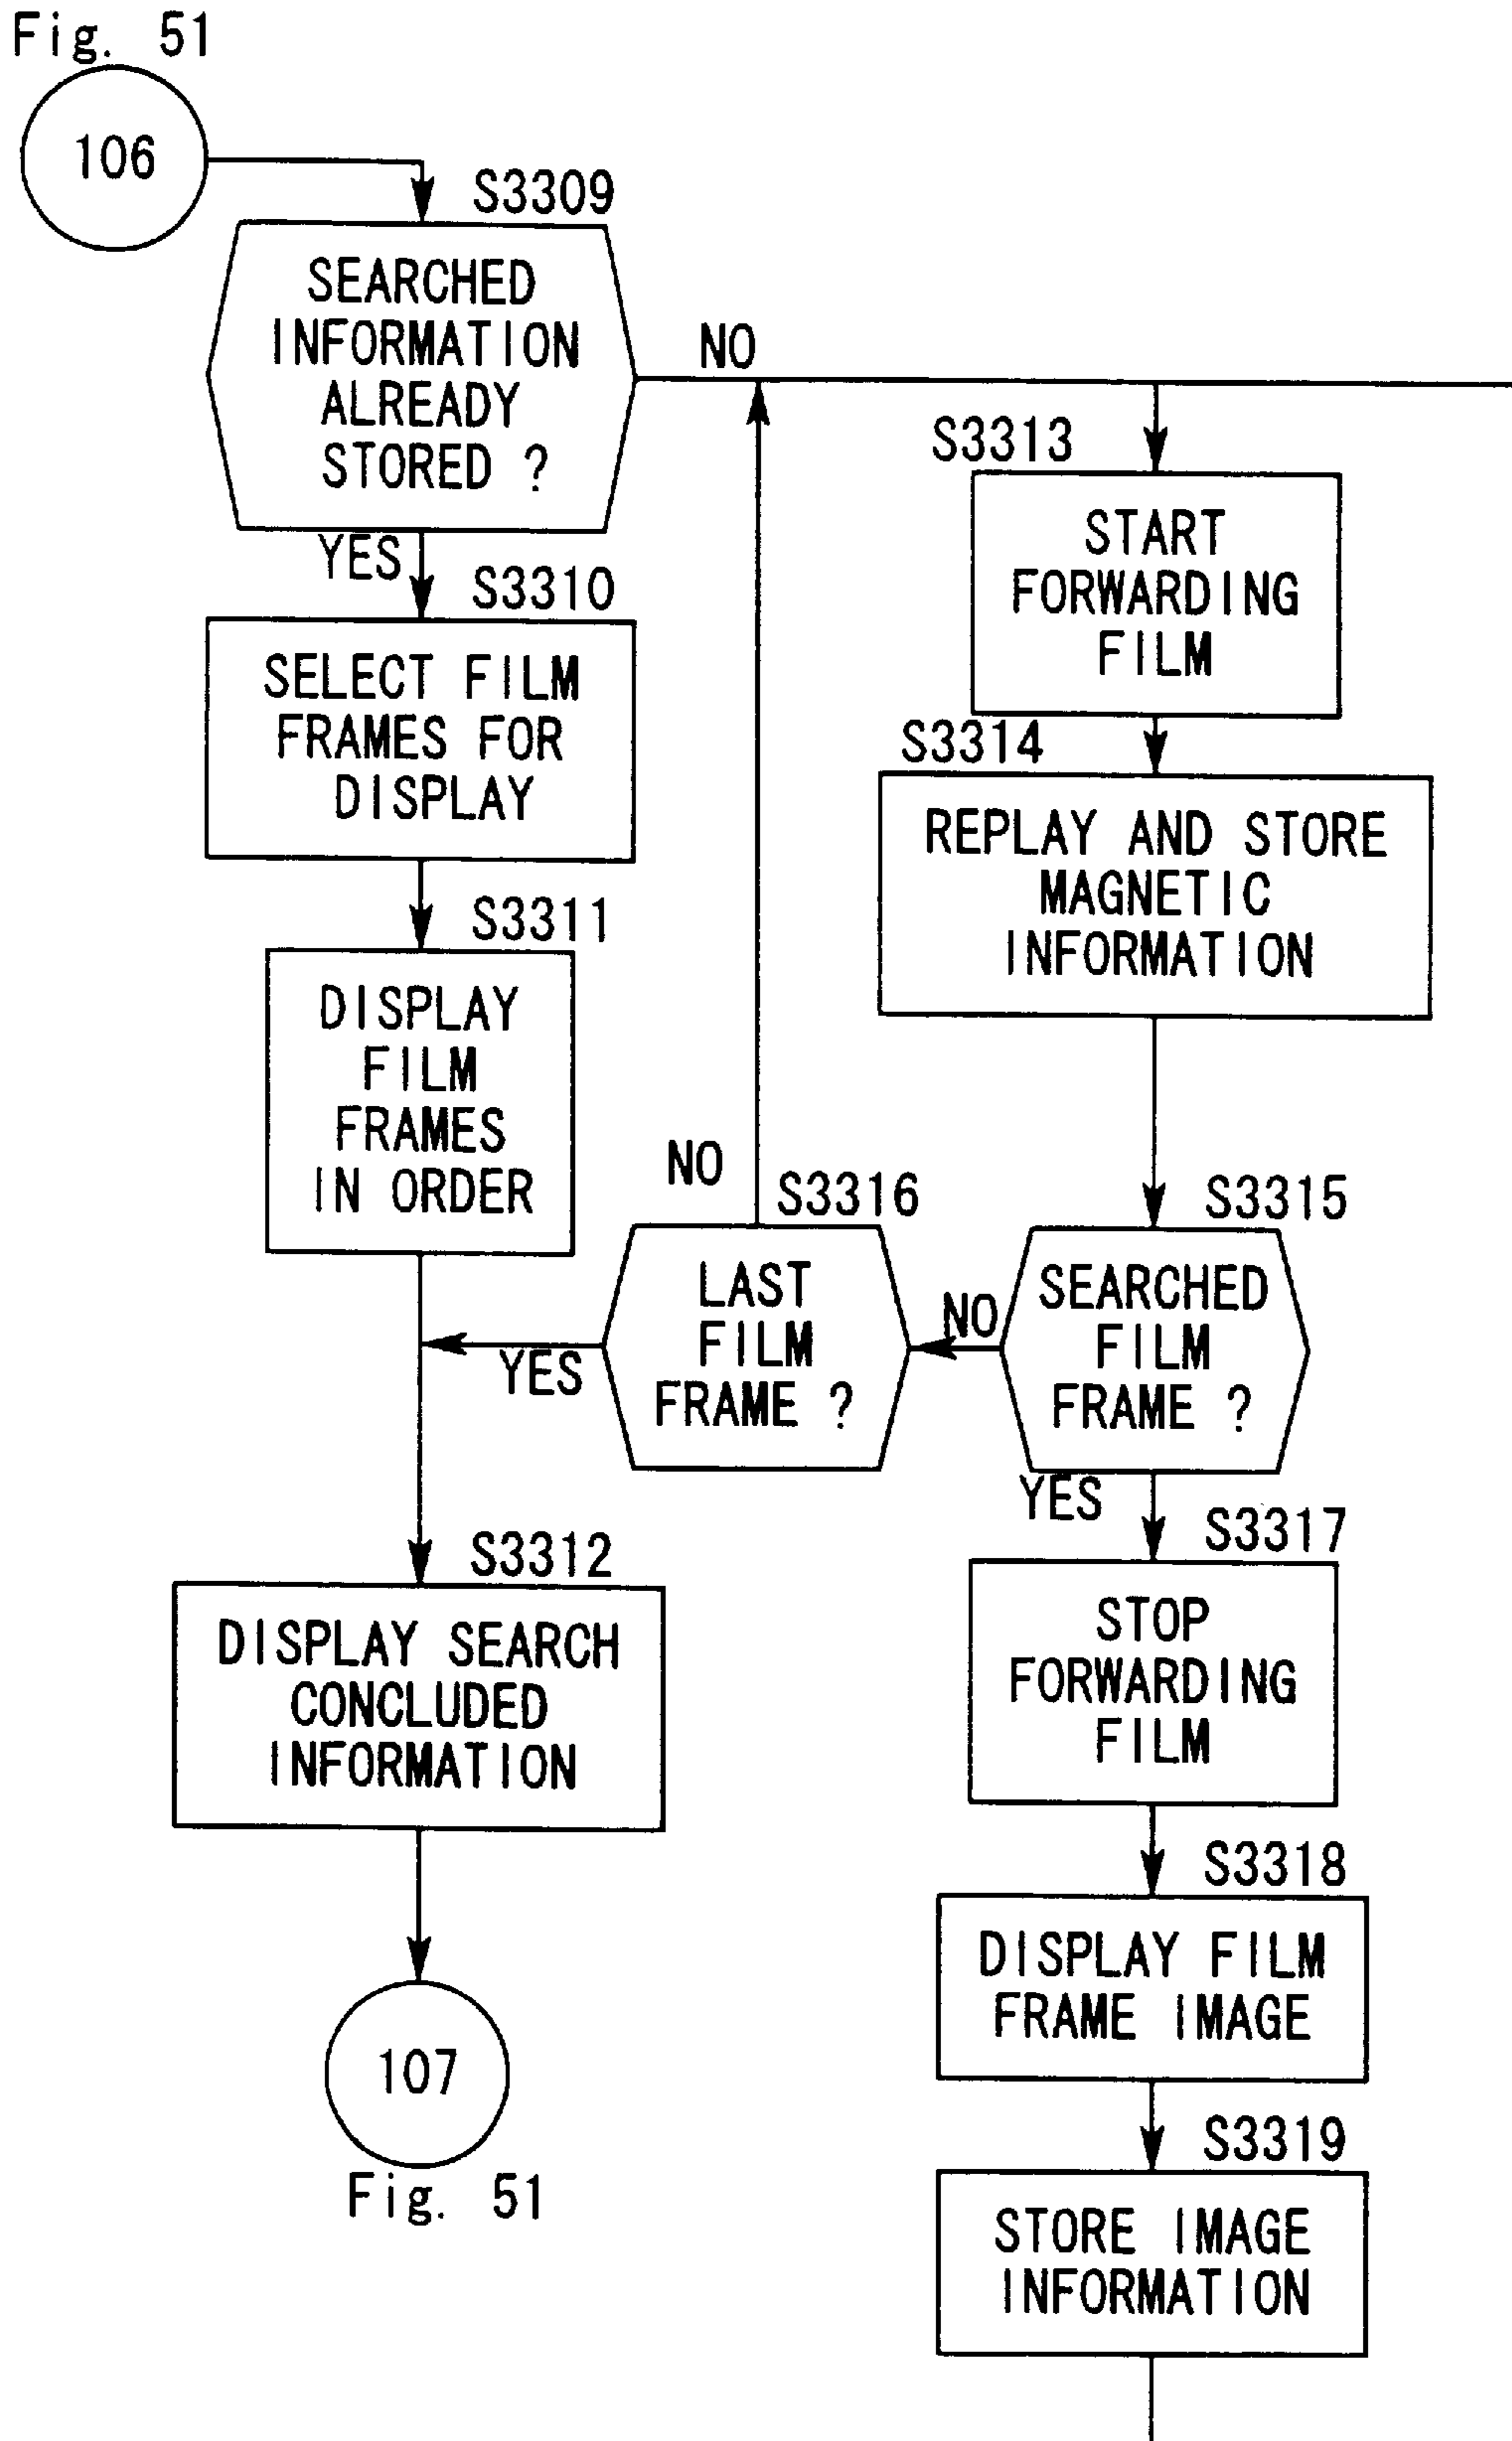 Fig. 51
106
S3309
SEARCHED
INFORMATION
ALREADY
STORED ?
NO
YES
S3310
SELECT FILM
FRAMES FOR
DISPLAY
S3311
DISPLAY
FILM
FRAMES
IN ORDER
S3312
DISPLAY SEARCH
CONCLUDED
INFORMATION
107
Fig. 51
S3313
START
FORWARDING
FILM
S3314
REPLAY AND STORE
MAGNETIC
INFORMATION
S3315
SEARCHED
FILM
FRAME ?
NO
S3316
LAST
FILM
FRAME ?
NO
YES
YES
S3317
STOP
FORWARDING
FILM
S3318
DISPLAY FILM
FRAME IMAGE
S3319
STORE IMAGE
INFORMATION